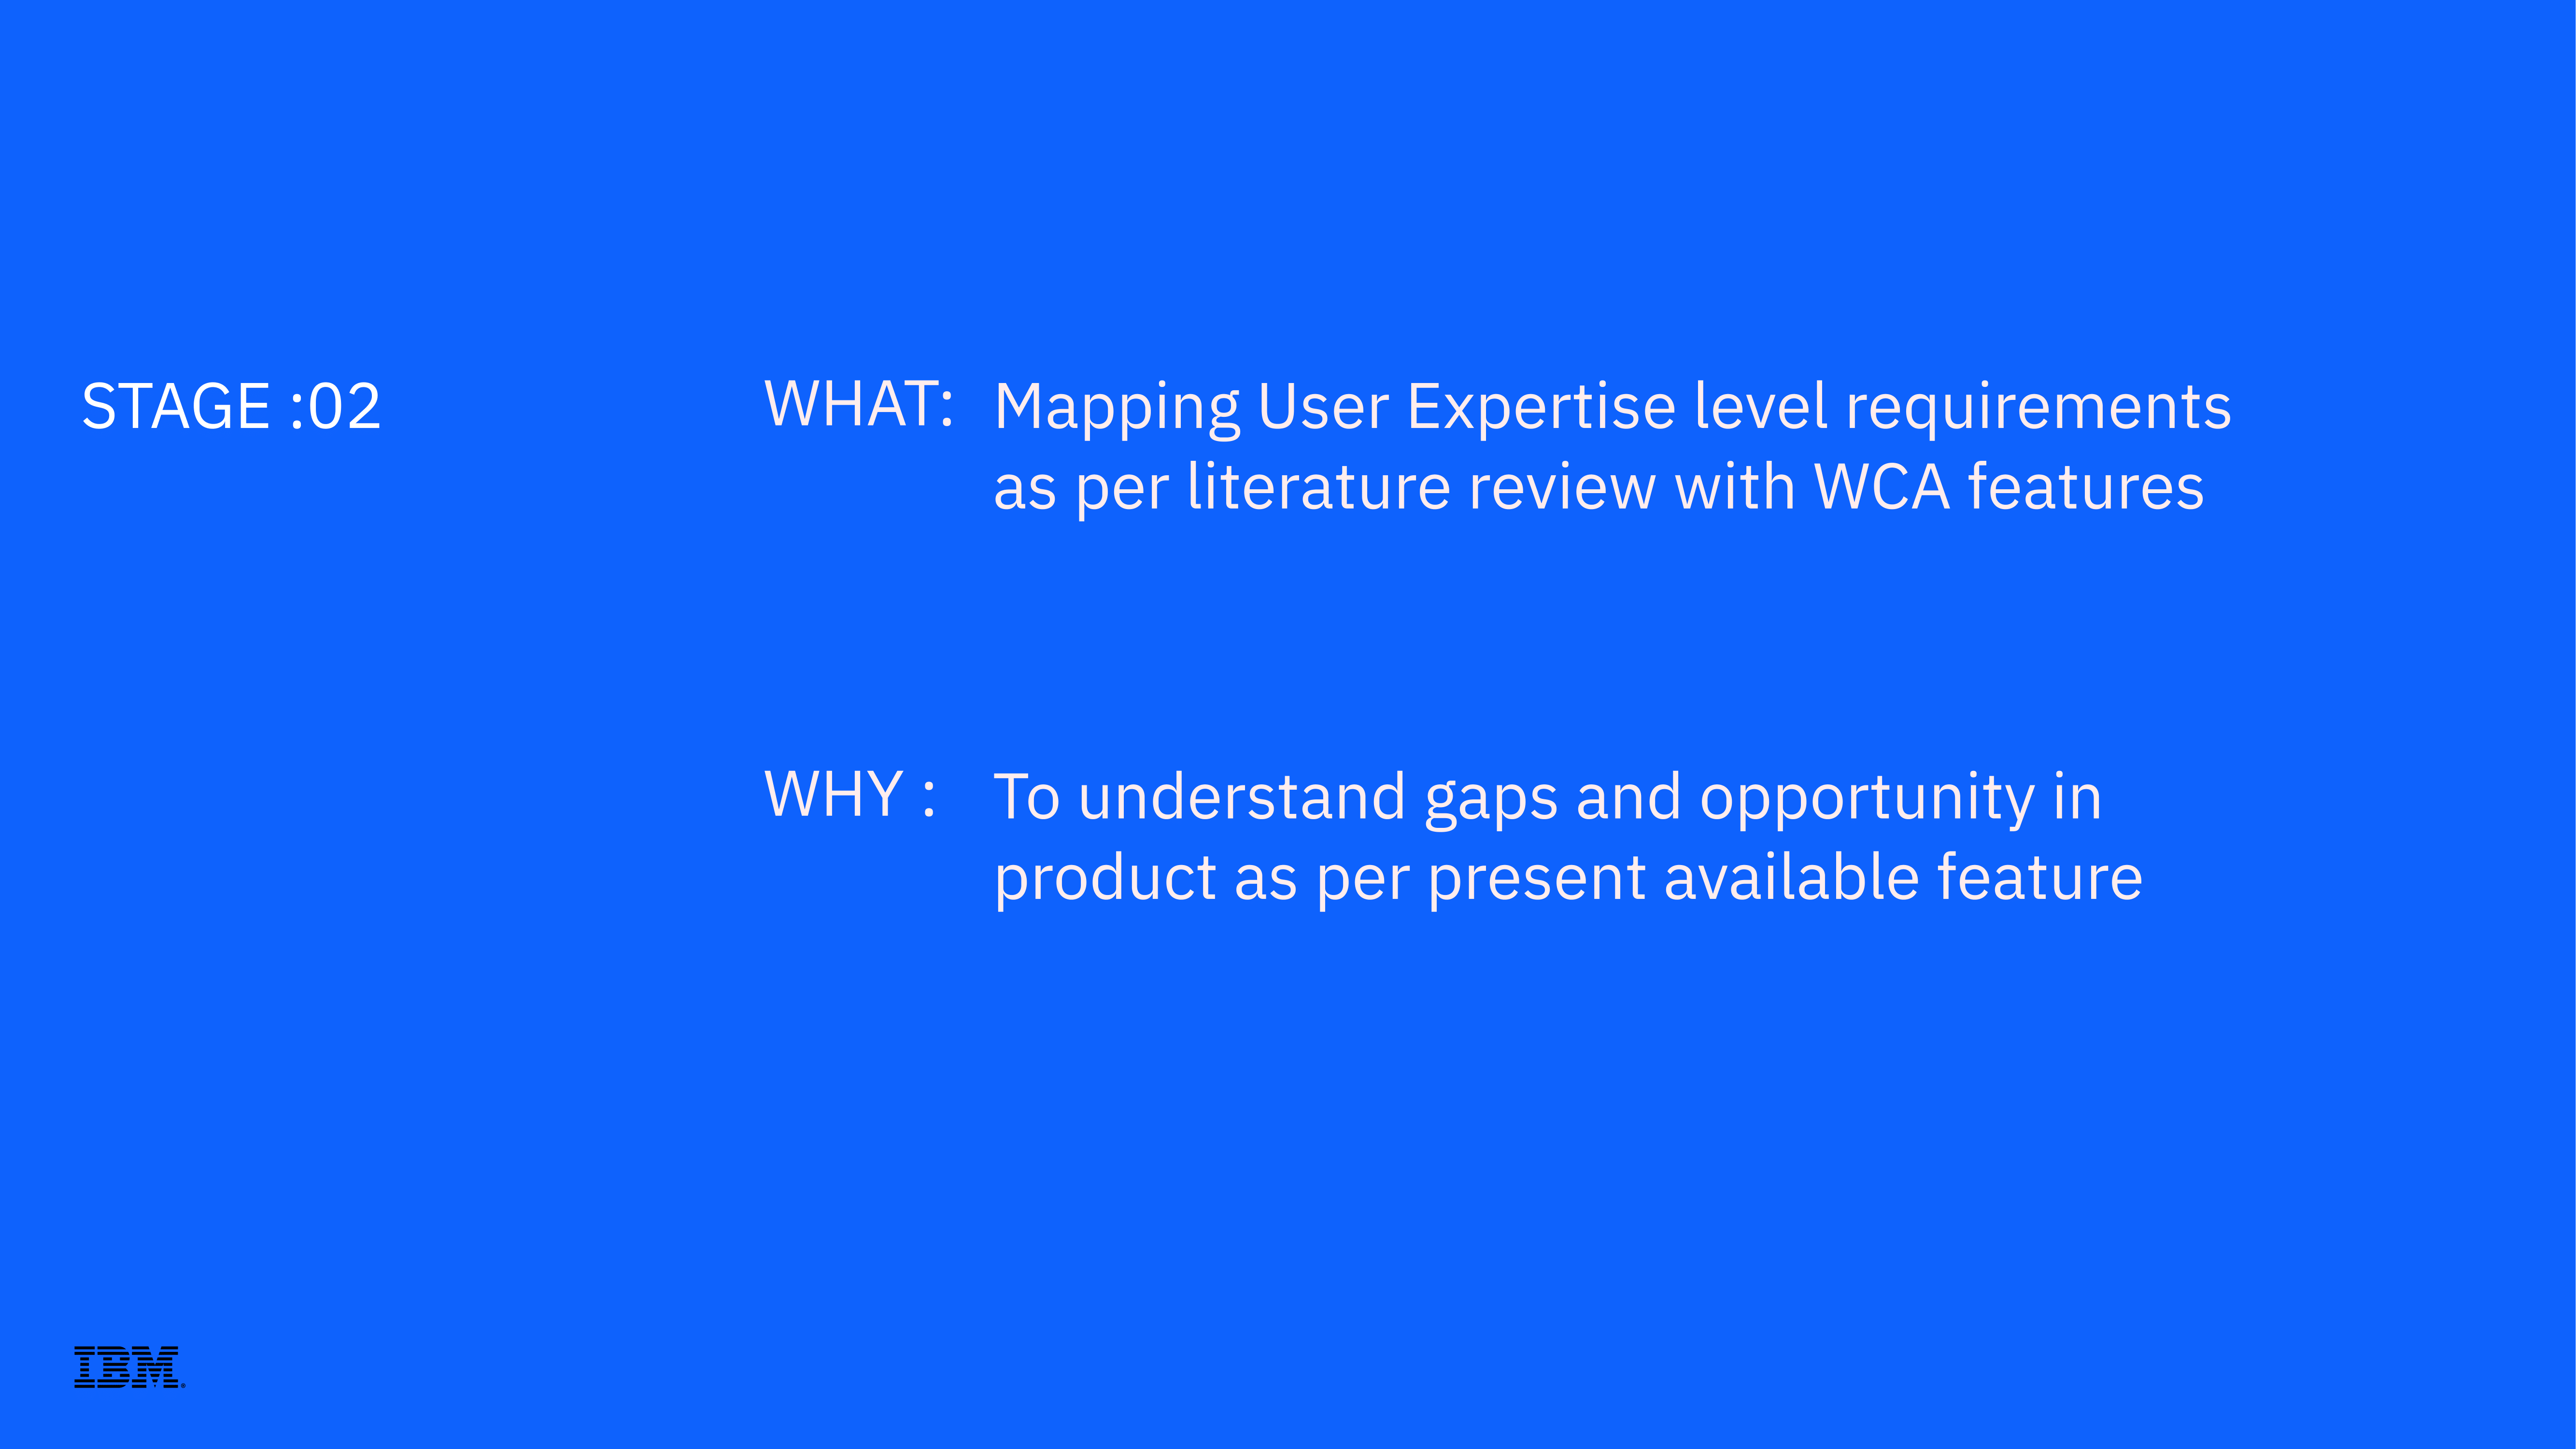 STAGE :02
WHAT:
Mapping User Expertise level requirements
as per literature review with WCA features
WHY :
To understand gaps and opportunity in
product as per present available feature
IBM®